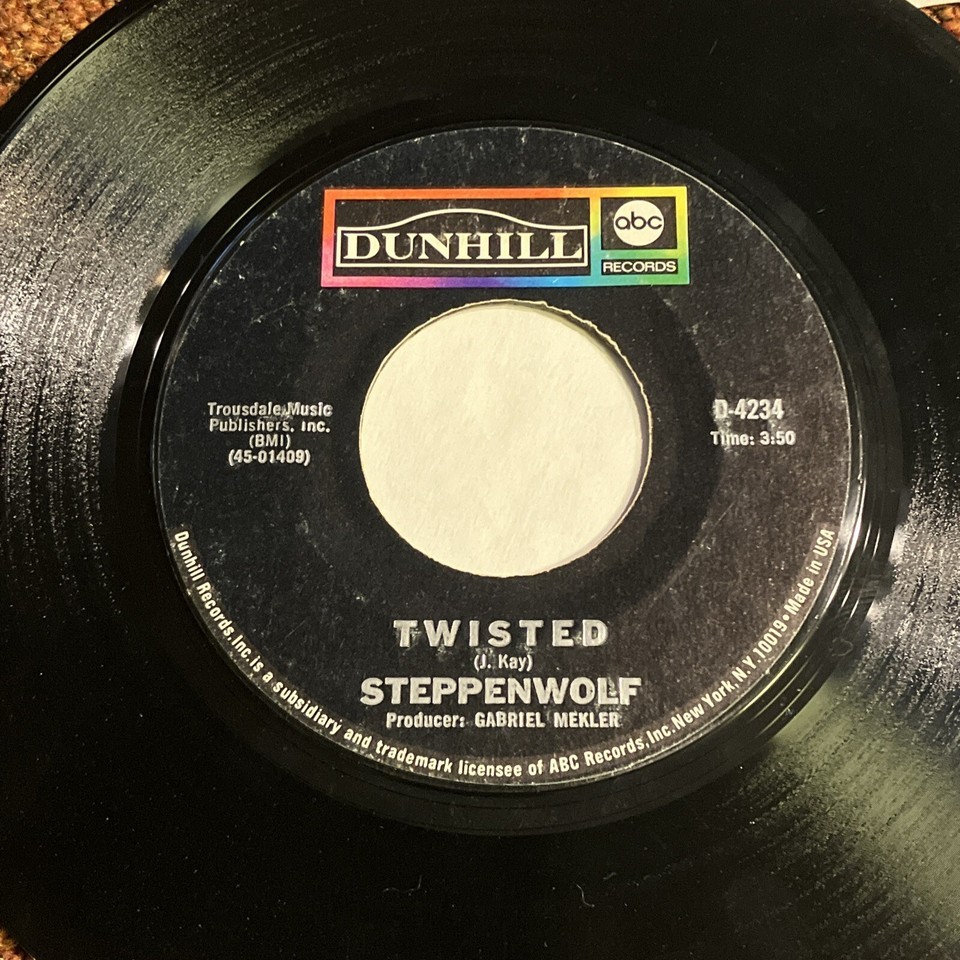 DUNHILL
abc
RECORDS
Trousdale Music
Publishers, Inc.
(BMI)
(45-01409)
D-4234
Time: 3:50
TWISTED
(J. Kay)
STEPPENWOLF
Producer: GABRIEL MEKLER
Dunhill Records, Inc. is a subsidiary and trademark licensee of ABC Records, Inc. New York, N.Y. 10019 • Made in USA